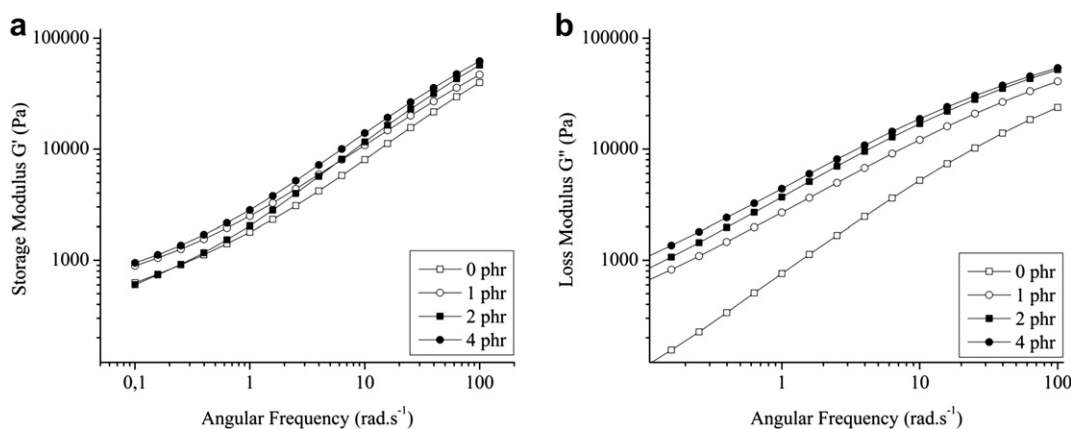 a
100000
10000
1000
Storage Modulus G' (Pa)
0 phr
1 phr
2 phr
4 phr
0,1
1
10
100
Angular Frequency (rad.s-1)
b
100000
10000
1000
Loss Modulus G" (Pa)
0 phr
1 phr
2 phr
4 phr
1
10
100
Angular Frequency (rad.s-1)